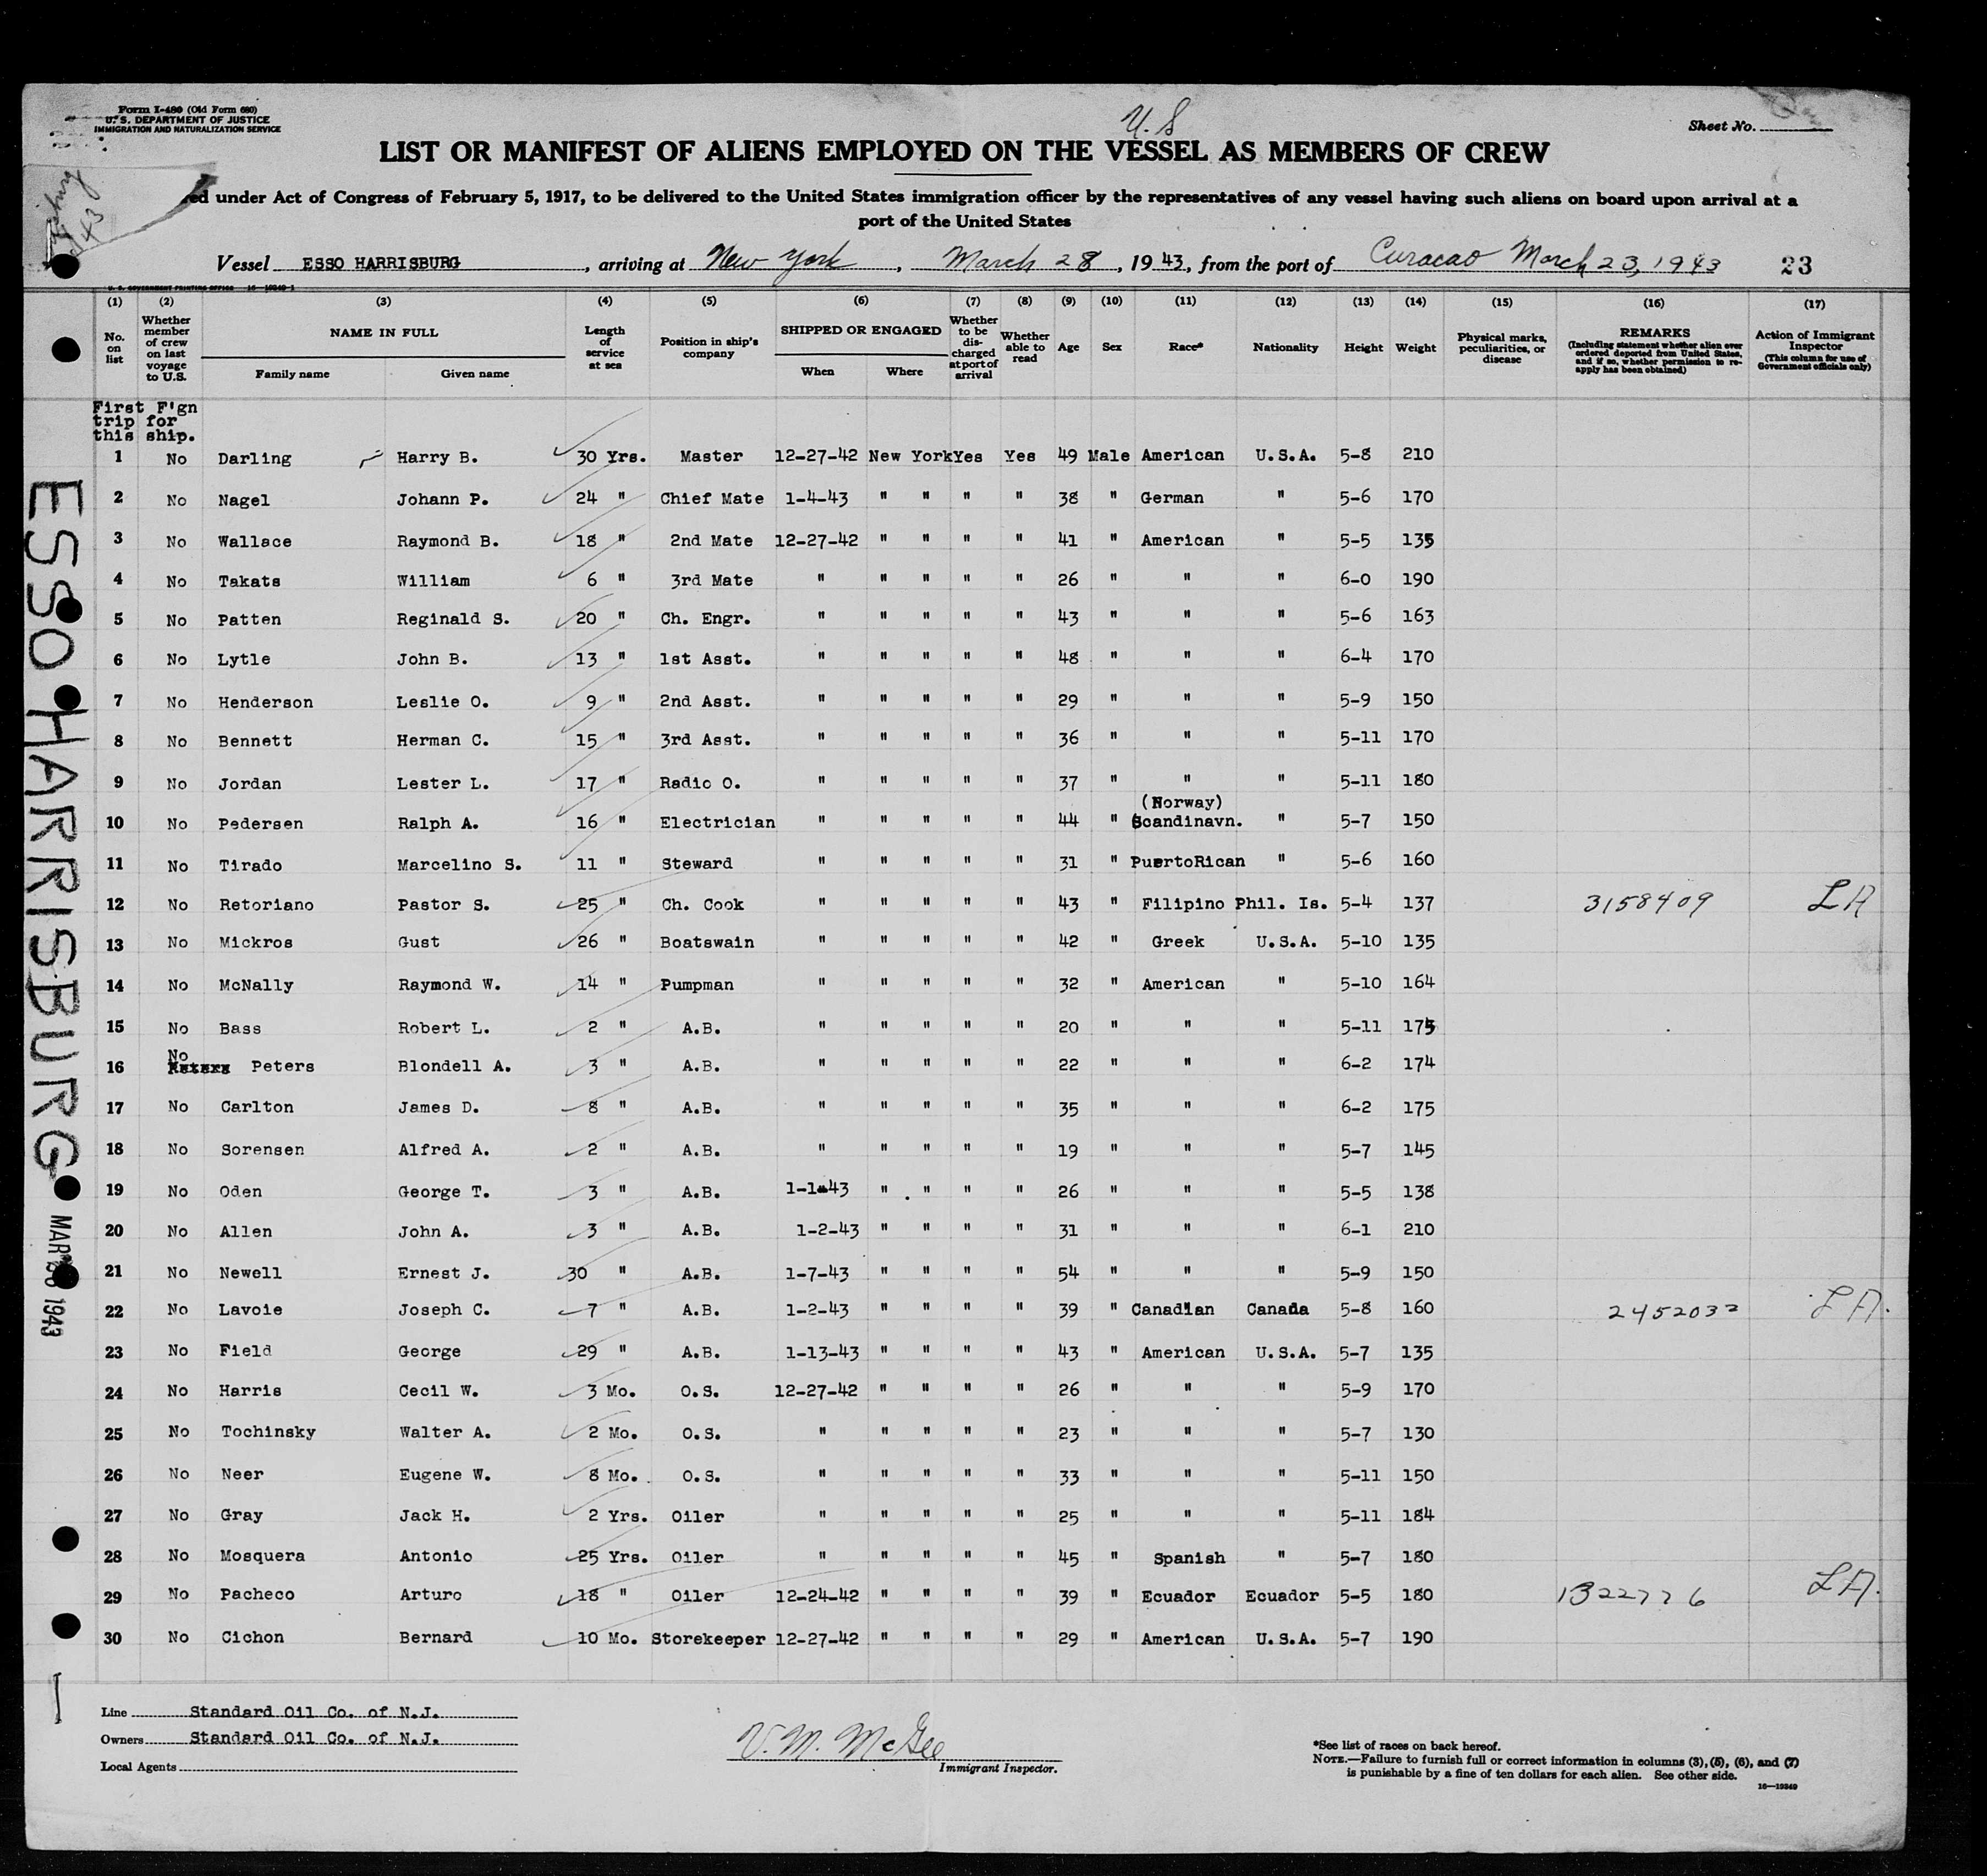 Form I-480 (Old Form 680)
U. S. DEPARTMENT OF JUSTICE
IMMIGRATION AND NATURALIZATION SERVICE
U. S
Sheet No.
LIST OR MANIFEST OF ALIENS EMPLOYED ON THE VESSEL AS MEMBERS OF CREW
ed under Act of Congress of February 5, 1917, to be delivered to the United States immigration officer by the representatives of any vessel having such aliens on board upon arrival at a
port of the United States
Vessel ESSO HARRISBURG, arriving at New York, March 28, 1943, from the port of Curacao March 23, 1943 23
(1) (2) (3) (4) (5) (6) (7) (8) (9) (10) (11) (12) (13) (14) (15) (16) (17)
No. on list
Whether member of crew on last voyage to U.S.
NAME IN FULL
Family name Given name
Length of service at sea
Position in ship's company
SHIPPED OR ENGAGED
When Where
Whether to be discharged at port of arrival
Whether able to read
Age
Sex
Race*
Nationality
Height
Weight
Physical marks, peculiarities, or disease
REMARKS
(Including statement whether alien ever ordered deported from United States, and if so, whether permission to reapply has been obtained)
Action of Immigrant Inspector
(This column for use of Government officials only)
First F'gn
trip for
this ship.
1 No Darling Harry B. 30 Yrs. Master 12-27-42 New York Yes Yes 49 Male American U.S.A. 5-8 210
2 No Nagel Johann P. 24 " Chief Mate 1-4-43 " " " " 38 " German " 5-6 170
3 No Wallace Raymond B. 18 " 2nd Mate 12-27-42 " " " " 41 " American " 5-5 135
4 No Takats William 6 " 3rd Mate " " " " " 26 " " " 6-0 190
5 No Patten Reginald S. 20 " Ch. Engr. " " " " " 43 " " " 5-6 163
6 No Lytle John B. 13 " 1st Asst. " " " " " 48 " " " 6-4 170
7 No Henderson Leslie O. 9 " 2nd Asst. " " " " " 29 " " " 5-9 150
8 No Bennett Herman C. 15 " 3rd Asst. " " " " " 36 " " " 5-11 170
9 No Jordan Lester L. 17 " Radio O. " " " " " 37 " " " 5-11 180
10 No Pedersen Ralph A. 16 " Electrician " " " " " 44 " (Norway) Scandinavn. " 5-7 150
11 No Tirado Marcelino S. 11 " Steward " " " " " 31 " PuertoRican " 5-6 160
12 No Retoriano Pastor S. 25 " Ch. Cook " " " " " 43 " Filipino Phil. Is. 5-4 137 3158409 LA
13 No Mickros Gust 26 " Boatswain " " " " " 42 " Greek U.S.A. 5-10 135
14 No McNally Raymond W. 14 " Pumpman " " " " " 32 " American " 5-10 164
15 No Bass Robert L. 2 " A.B. " " " " " 20 " " " 5-11 175
16 No Peters Blondell A. 3 " A.B. " " " " " 22 " " " 6-2 174
17 No Carlton James D. 8 " A.B. " " " " " 35 " " " 6-2 175
18 No Sorensen Alfred A. 2 " A.B. " " " " " 19 " " " 5-7 145
19 No Oden George T. 3 " A.B. 1-1-43 " " " " 26 " " " 5-5 138
20 No Allen John A. 3 " A.B. 1-2-43 " " " " 31 " " " 6-1 210
21 No Newell Ernest J. 30 " A.B. 1-7-43 " " " " 54 " " " 5-9 150
22 No Lavoie Joseph C. 7 " A.B. 1-2-43 " " " " 39 " Canadian Canada 5-8 160 2452032 LA.
23 No Field George 29 " A.B. 1-13-43 " " " " 43 " American U.S.A. 5-7 135
24 No Harris Cecil W. 3 Mo. O.S. 12-27-42 " " " " 26 " " " 5-9 170
25 No Tochinsky Walter A. 2 Mo. O.S. " " " " " 23 " " " 5-7 130
26 No Neer Eugene W. 8 Mo. O.S. " " " " " 33 " " " 5-11 150
27 No Gray Jack H. 2 Yrs. Oiler " " " " " 25 " " " 5-11 184
28 No Mosquera Antonio 25 Yrs. Oiler " " " " " 45 " Spanish " 5-7 180
29 No Pacheco Arturo 18 " Oiler 12-24-42 " " " " 39 " Ecuador Ecuador 5-5 180 1322776 LA.
30 No Cichon Bernard 10 Mo. Storekeeper 12-27-42 " " " " 29 " American U.S.A. 5-7 190
ESSO HARRISBURG
MAR 1943
Line Standard Oil Co. of N.J.
Owners Standard Oil Co. of N.J.
Local Agents
V. M. McGee
Immigrant Inspector.
*See list of races on back hereof.
NOTE.—Failure to furnish full or correct information in columns (3), (5), (6), and (7)
is punishable by a fine of ten dollars for each alien. See other side.
16—19349